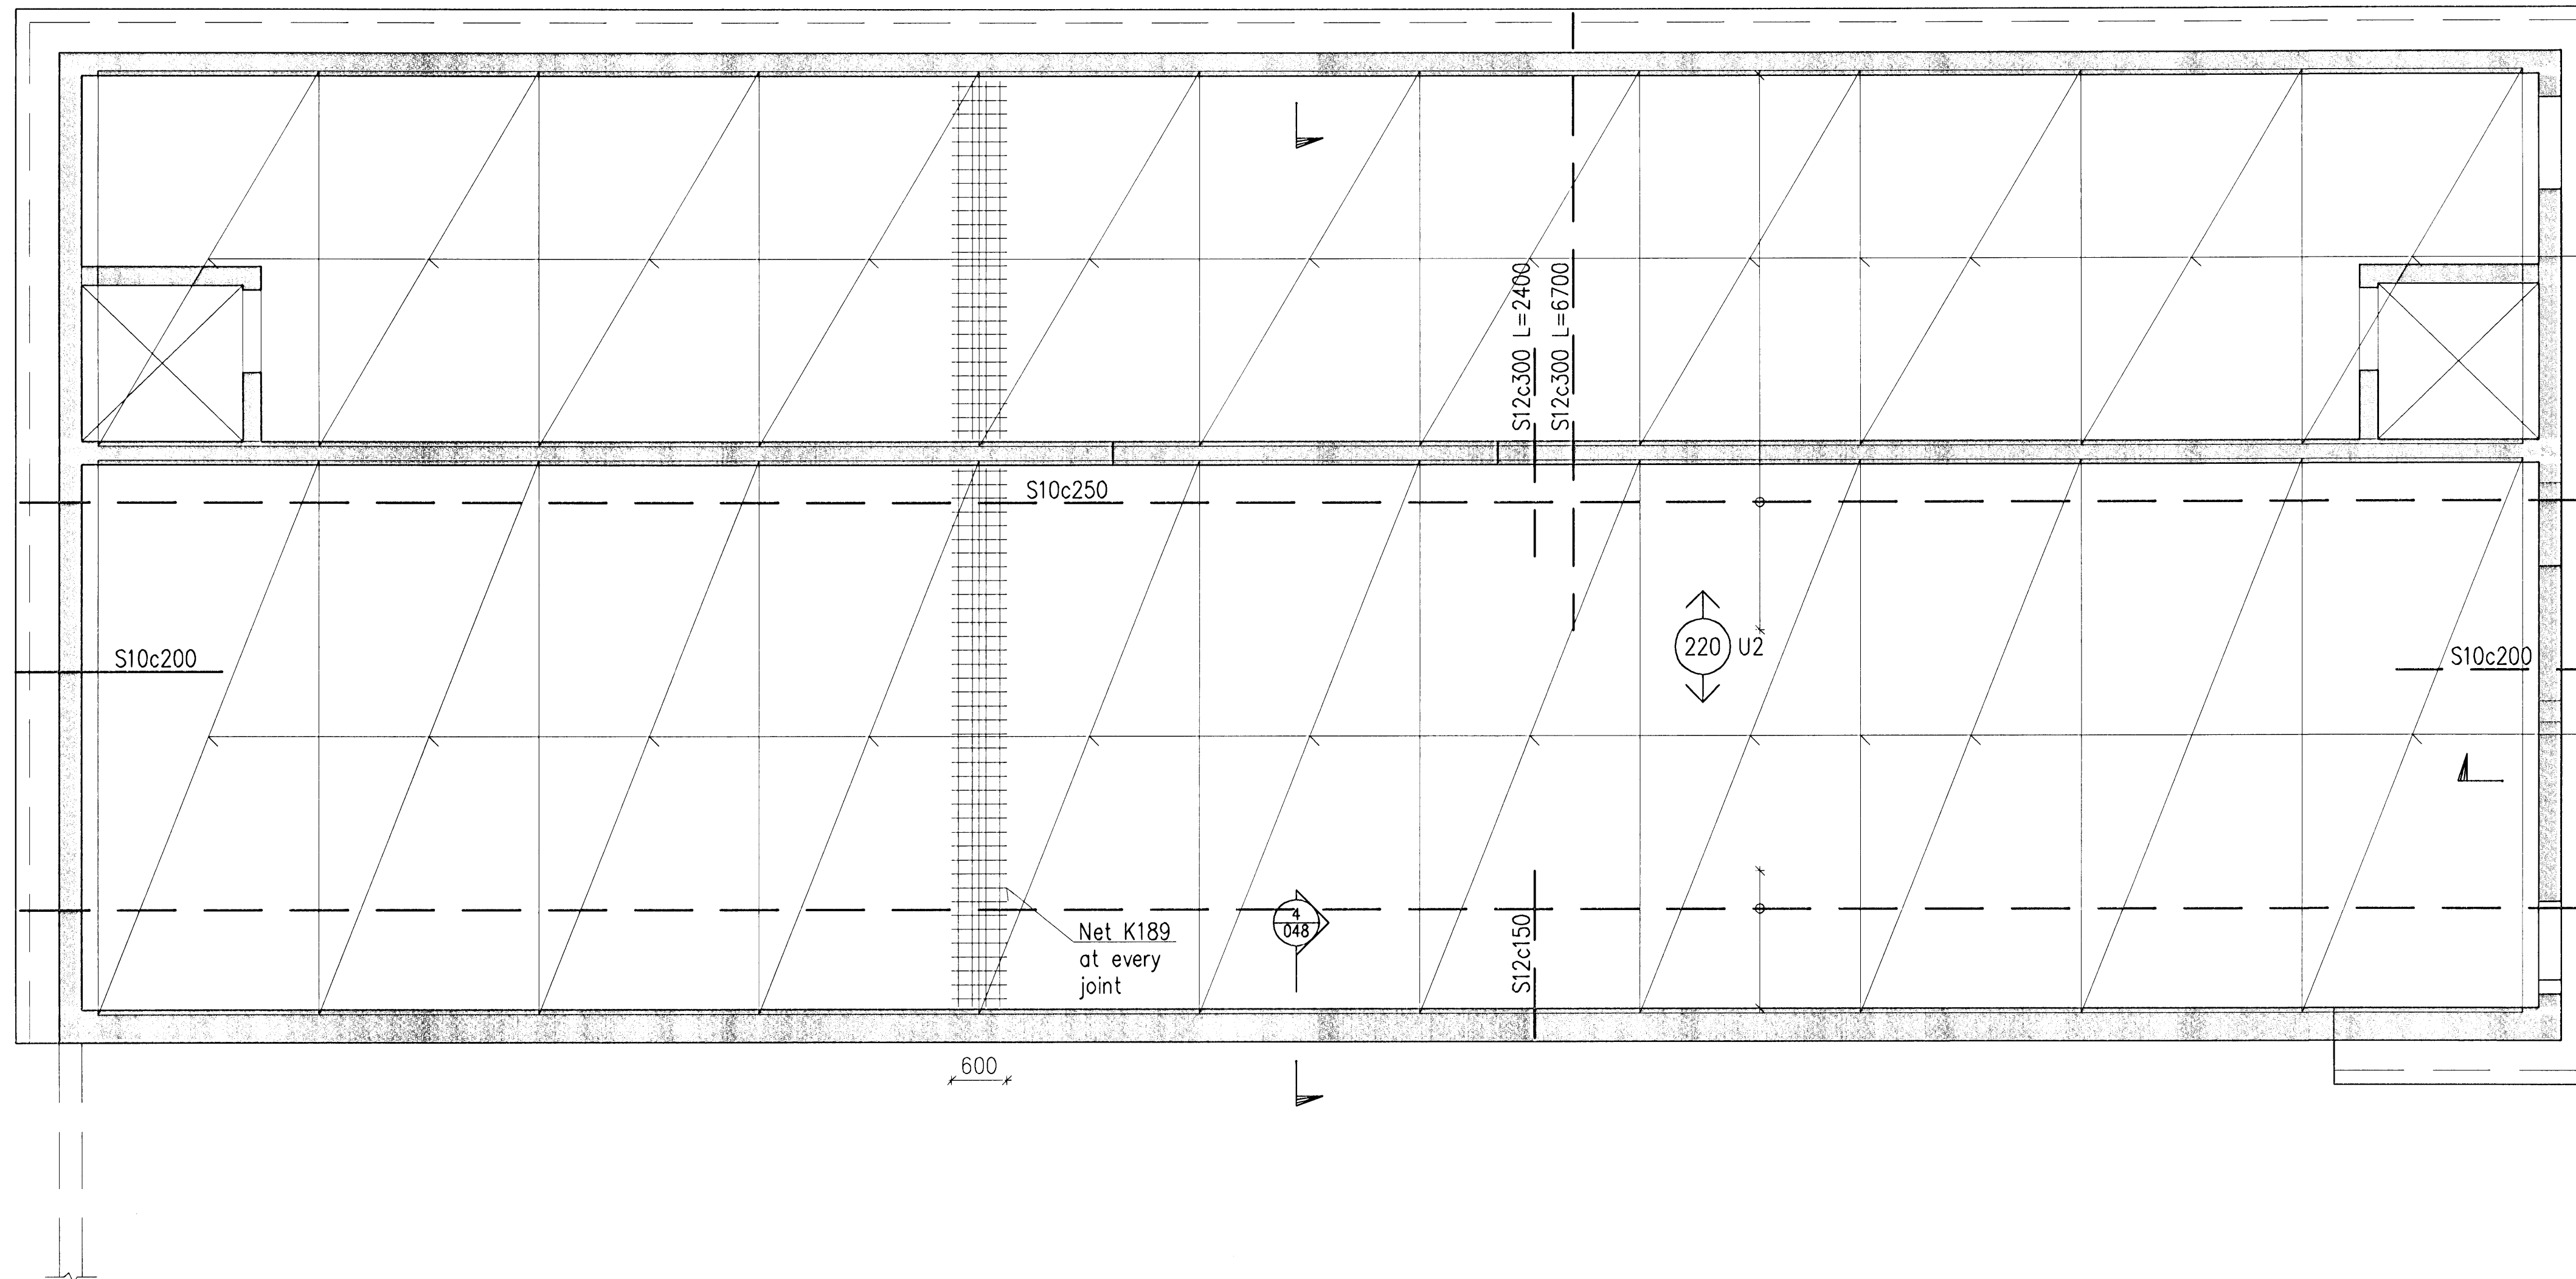 S12c300 L=2400
S12c300 L=6700
S10c250
S10c200
220 U2
S10c200
Net K189
at every
joint
4
048
S12c150
600